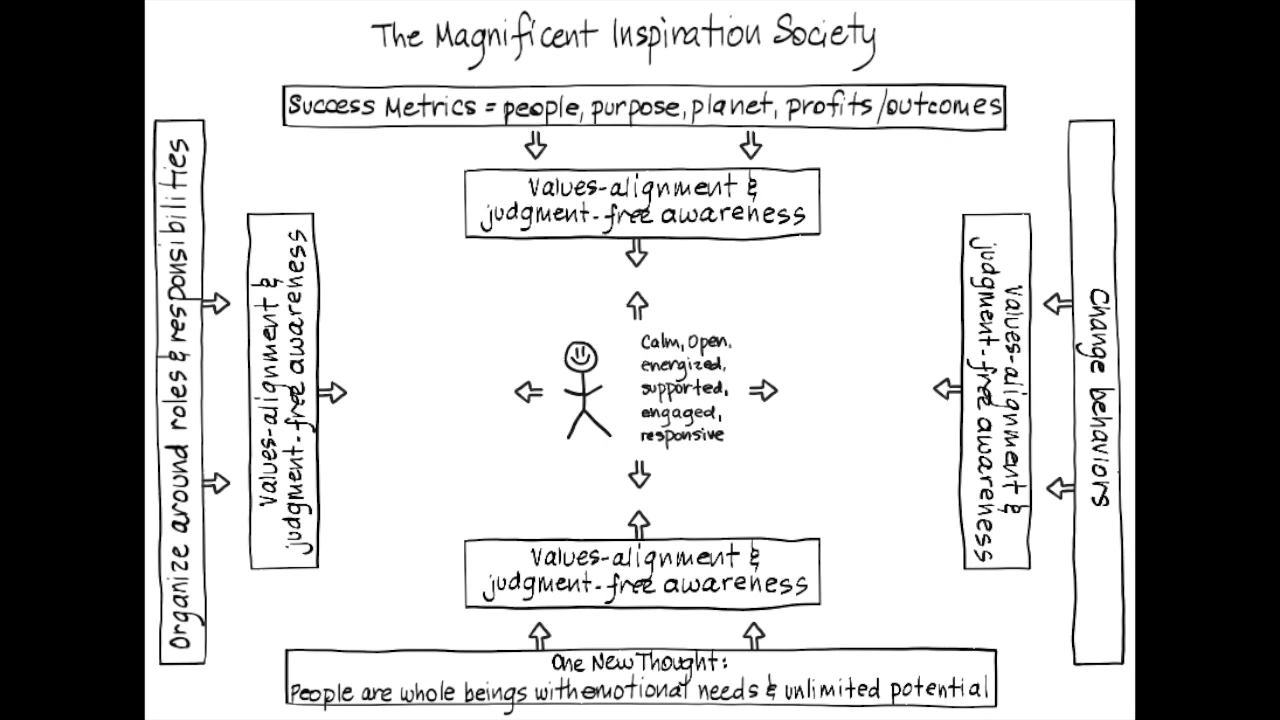 The Magnificent Inspiration Society
Success Metrics = people, purpose, planet, profits/outcomes
Values-alignment &
judgment-free awareness
Organize around roles & responsibilities
Values-alignment &
judgment-free awareness
Calm, Open,
energized,
supported,
engaged,
responsive
Values-alignment &
judgment-free awareness
Change behaviors
Values-alignment &
judgment-free awareness
One New Thought:
People are whole beings with emotional needs & unlimited potential